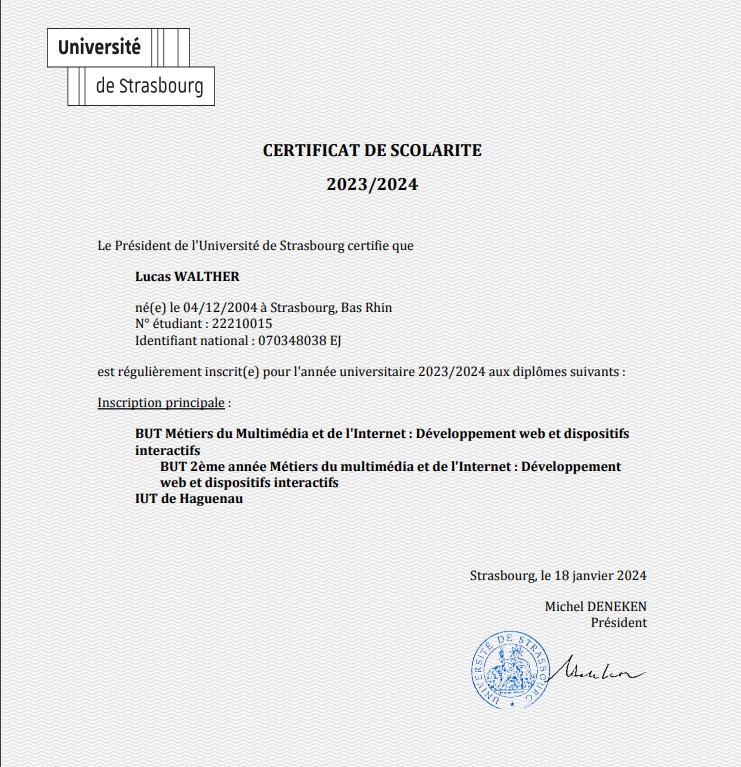 Université
de Strasbourg
CERTIFICAT DE SCOLARITE
2023/2024
Le Président de l'Université de Strasbourg certifie que
Lucas WALTHER
né(e) le 04/12/2004 à Strasbourg, Bas Rhin
N° étudiant : 22210015
Identifiant national : 070348038 EJ
est régulièrement inscrit(e) pour l'année universitaire 2023/2024 aux diplômes suivants :
Inscription principale :
BUT Métiers du Multimédia et de l'Internet : Développement web et dispositifs
interactifs
BUT 2ème année Métiers du multimédia et de l'Internet : Développement
web et dispositifs interactifs
IUT de Haguenau
Strasbourg, le 18 janvier 2024
Michel DENEKEN
Président
UNIVERSITÉ DE STRASBOURG